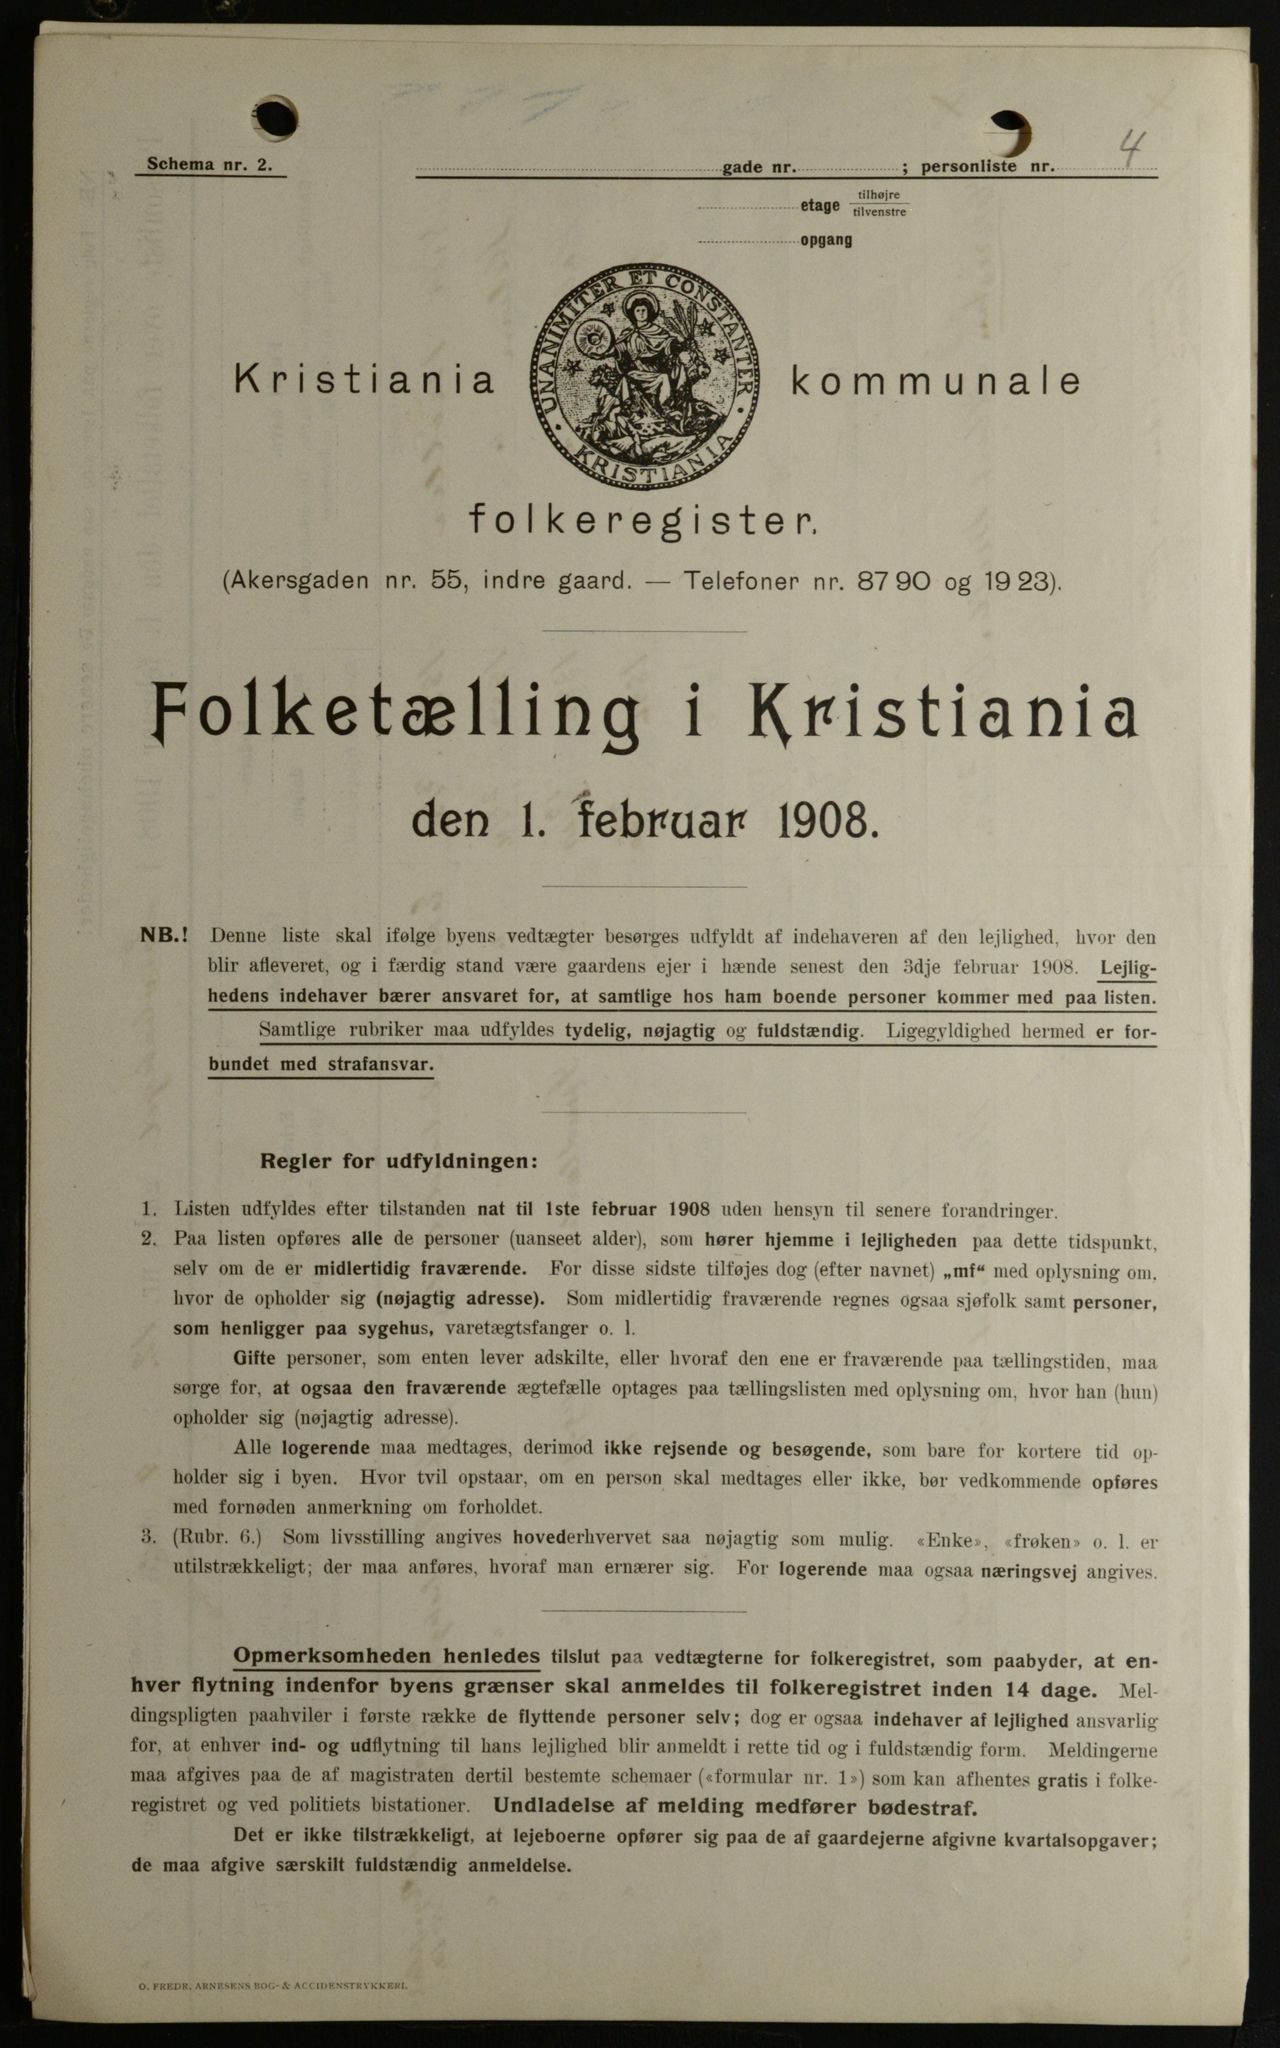 Schema nr. 2.
gade nr. ; personliste nr. 4
etage tilhøjre
tilvenstre
opgang
UNANIMITER ET CONSTANTER
KRISTIANIA
Kristiania kommunale
folkeregister.
(Akersgaden nr. 55, indre gaard. — Telefoner nr. 87 90 og 19 23).
Folketælling i Kristiania
den 1. februar 1908.
NB.! Denne liste skal ifølge byens vedtægter besørges udfyldt af indehaveren af den lejlighed, hvor den
blir afleveret, og i færdig stand være gaardens ejer i hænde senest den 3dje februar 1908. Lejlig-
hedens indehaver bærer ansvaret for, at samtlige hos ham boende personer kommer med paa listen.
Samtlige rubriker maa udfyldes tydelig, nøjagtig og fuldstændig. Ligegyldighed hermed er for-
bundet med strafansvar.
Regler for udfyldningen:
1. Listen udfyldes efter tilstanden nat til 1ste februar 1908 uden hensyn til senere forandringer.
2. Paa listen opføres alle de personer (uanseet alder), som hører hjemme i lejligheden paa dette tidspunkt,
selv om de er midlertidig fraværende. For disse sidste tilføjes dog (efter navnet) „mf“ med oplysning om,
hvor de opholder sig (nøjagtig adresse). Som midlertidig fraværende regnes ogsaa sjøfolk samt personer,
som henligger paa sygehus, varetægtsfanger o. l.
Gifte personer, som enten lever adskilte, eller hvoraf den ene er fraværende paa tællingstiden, maa
sørge for, at ogsaa den fraværende ægtefælle optages paa tællingslisten med oplysning om, hvor han (hun)
opholder sig (nøjagtig adresse).
Alle logerende maa medtages, derimod ikke rejsende og besøgende, som bare for kortere tid op-
holder sig i byen. Hvor tvil opstaar, om en person skal medtages eller ikke, bør vedkommende opføres
med fornøden anmerkning om forholdet.
3. (Rubr. 6.) Som livsstilling angives hovederhvervet saa nøjagtig som mulig. «Enke», «frøken» o. l. er
utilstrækkeligt; der maa anføres, hvoraf man ernærer sig. For logerende maa ogsaa næringsvej angives.
Opmerksomheden henledes tilslut paa vedtægterne for folkeregistret, som paabyder, at en-
hver flytning indenfor byens grænser skal anmeldes til folkeregistret inden 14 dage. Mel-
dingspligten paahviler i første række de flyttende personer selv; dog er ogsaa indehaver af lejlighed ansvarlig
for, at enhver ind- og udflytning til hans lejlighed blir anmeldt i rette tid og i fuldstændig form. Meldingerne
maa afgives paa de af magistraten dertil bestemte schemaer («formular nr. 1») som kan afhentes gratis i folke-
registret og ved politiets bistationer. Undladelse af melding medfører bødestraf.
Det er ikke tilstrækkeligt, at lejeboerne opfører sig paa de af gaardejerne afgivne kvartalsopgaver;
de maa afgive særskilt fuldstændig anmeldelse.
O. FREDR. ARNESENS BOG- & ACCIDENSTRYKKERI.